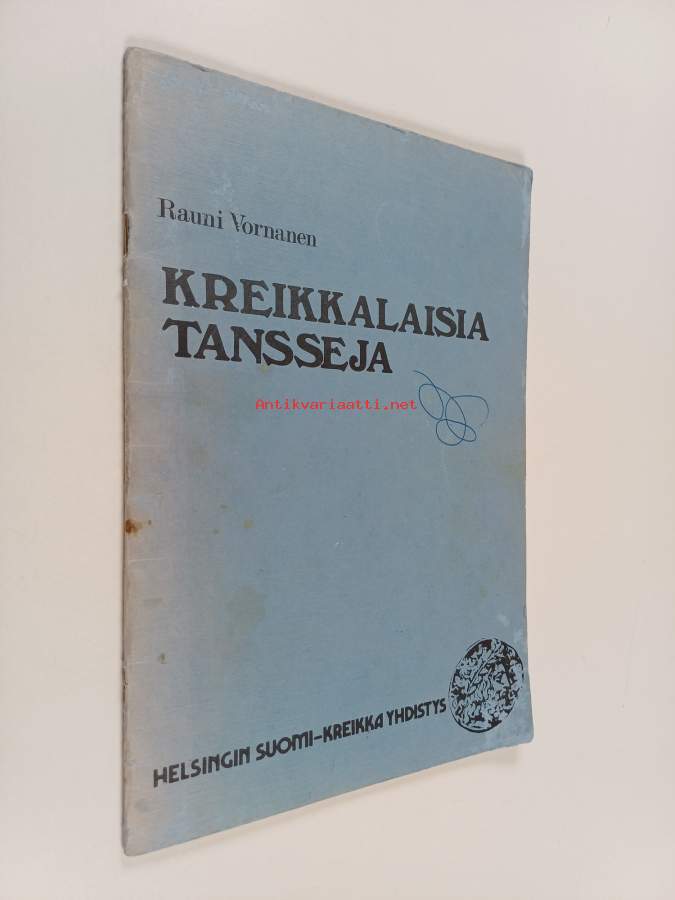 Rauni Vornanen
KREIKKALAISIA
TANSSEJA
Antikvariaatti.net
HELSINGIN SUOMI-KREIKKA YHDISTYS